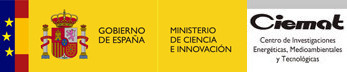 GOBIERNO
DE ESPAÑA
MINISTERIO
DE CIENCIA
E INNOVACIÓN
Ciemat
Centro de Investigaciones
Energéticas, Medioambientales
y Tecnológicas